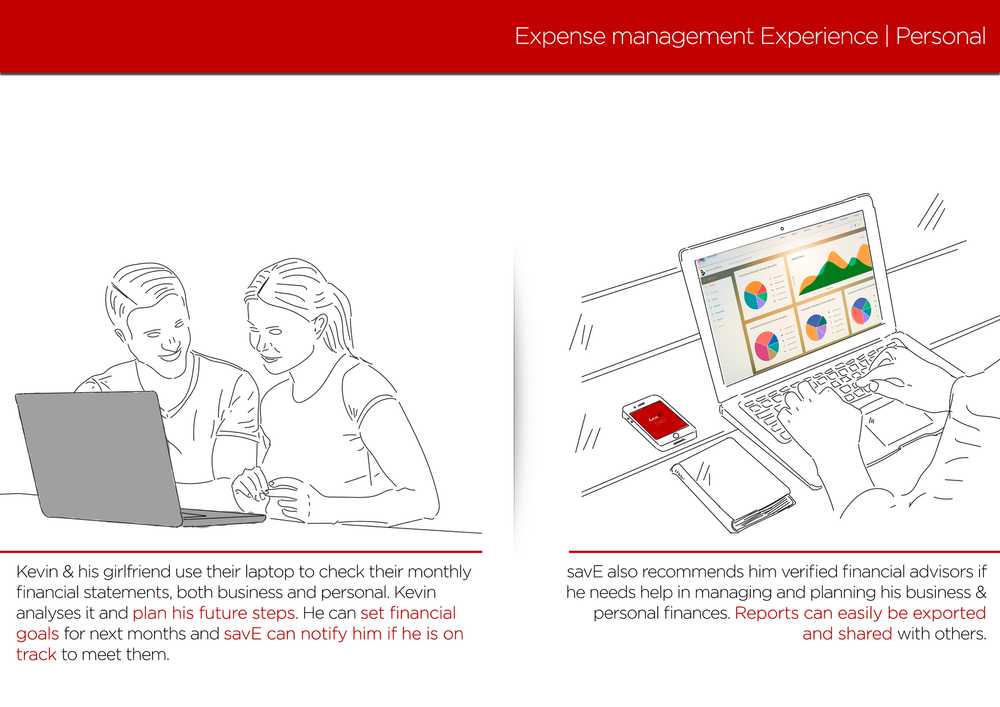 Expense management Experience | Personal
Kevin & his girlfriend use their laptop to check their monthly
financial statements, both business and personal. Kevin
analyses it and plan his future steps. He can set financial
goals for next months and savE can notify him if he is on
track to meet them.
savE also recommends him verified financial advisors if
he needs help in managing and planning his business &
personal finances. Reports can easily be exported
and shared with others.